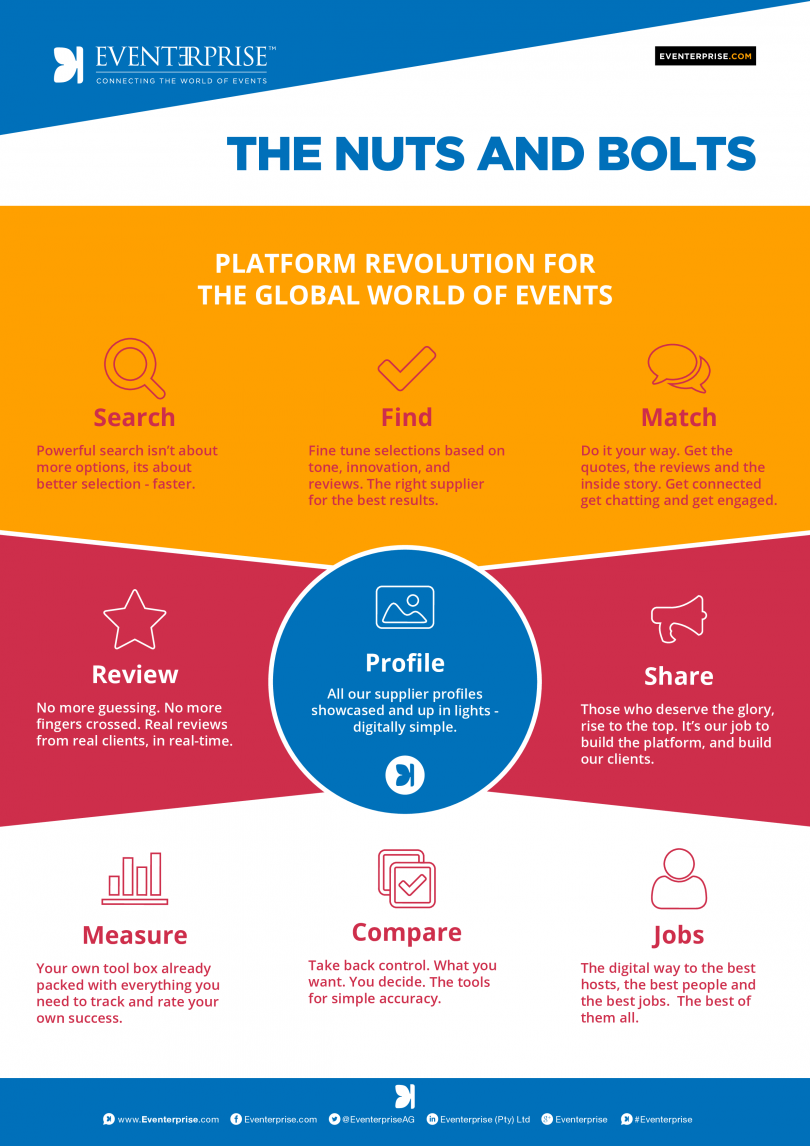 EVENTERPRISE™
CONNECTING THE WORLD OF EVENTS
EVENTERPRISE.COM
THE NUTS AND BOLTS
PLATFORM REVOLUTION FOR
THE GLOBAL WORLD OF EVENTS
Search
Powerful search isn't about
more options, its about
better selection - faster.
Find
Fine tune selections based on
tone, innovation, and
reviews. The right supplier
for the best results.
Match
Do it your way. Get the
quotes, the reviews and the
inside story. Get connected
get chatting and get engaged.
Review
No more guessing. No more
fingers crossed. Real reviews
from real clients, in real-time.
Profile
All our supplier profiles
showcased and up in lights -
digitally simple.
Share
Those who deserve the glory,
rise to the top. It's our job to
build the platform, and build
our clients.
Measure
Your own tool box already
packed with everything you
need to track and rate your
own success.
Compare
Take back control. What you
want. You decide. The tools
for simple accuracy.
Jobs
The digital way to the best
hosts, the best people and
the best jobs.  The best of
them all.
www.Eventerprise.com Eventerprise.com @EventerpriseAG Eventerprise (Pty) Ltd Eventerprise #Eventerprise